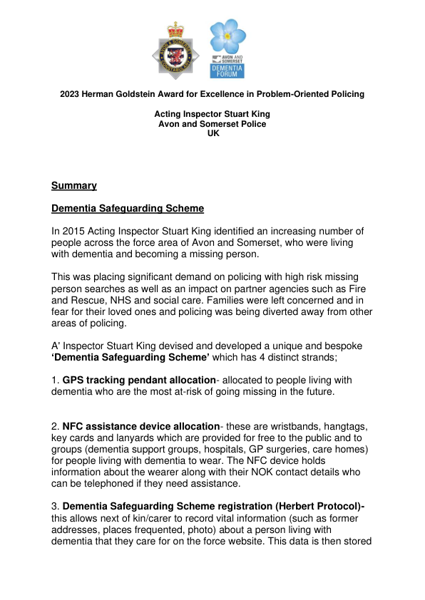 AVON AND
SOMERSET
DEMENTIA
FORUM
2023 Herman Goldstein Award for Excellence in Problem-Oriented Policing
Acting Inspector Stuart King
Avon and Somerset Police
UK
Summary
Dementia Safeguarding Scheme
In 2015 Acting Inspector Stuart King identified an increasing number of
people across the force area of Avon and Somerset, who were living
with dementia and becoming a missing person.
This was placing significant demand on policing with high risk missing
person searches as well as an impact on partner agencies such as Fire
and Rescue, NHS and social care. Families were left concerned and in
fear for their loved ones and policing was being diverted away from other
areas of policing.
A' Inspector Stuart King devised and developed a unique and bespoke
‘Dementia Safeguarding Scheme’ which has 4 distinct strands;
1. GPS tracking pendant allocation- allocated to people living with
dementia who are the most at-risk of going missing in the future.
2. NFC assistance device allocation- these are wristbands, hangtags,
key cards and lanyards which are provided for free to the public and to
groups (dementia support groups, hospitals, GP surgeries, care homes)
for people living with dementia to wear. The NFC device holds
information about the wearer along with their NOK contact details who
can be telephoned if they need assistance.
3. Dementia Safeguarding Scheme registration (Herbert Protocol)-
this allows next of kin/carer to record vital information (such as former
addresses, places frequented, photo) about a person living with
dementia that they care for on the force website. This data is then stored